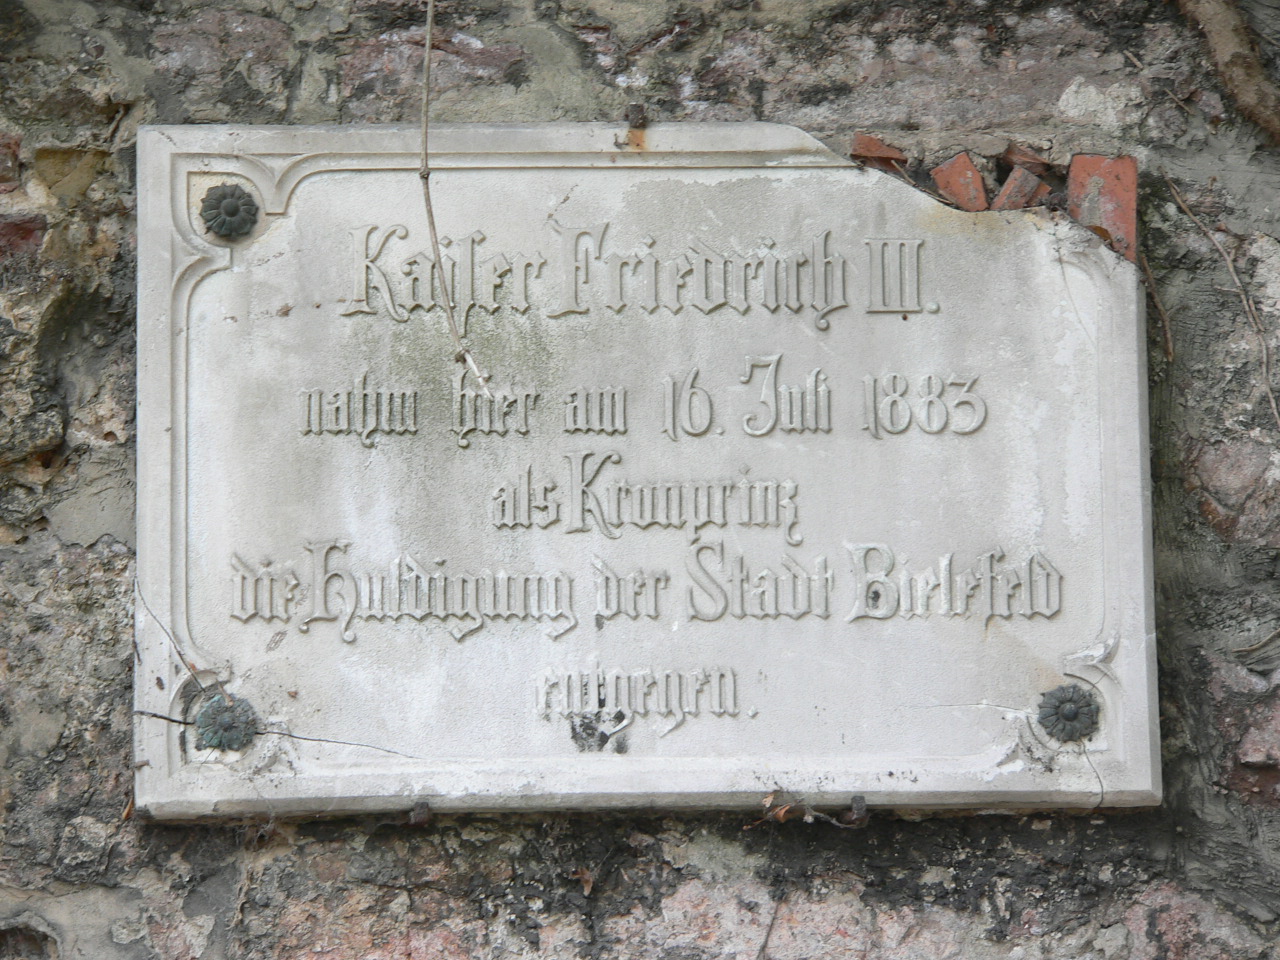 Kaiser Friedrich III.
nahm hier am 16. Juli 1883
als Kronprinz
die Huldigung der Stadt Bielefeld
entgegen.